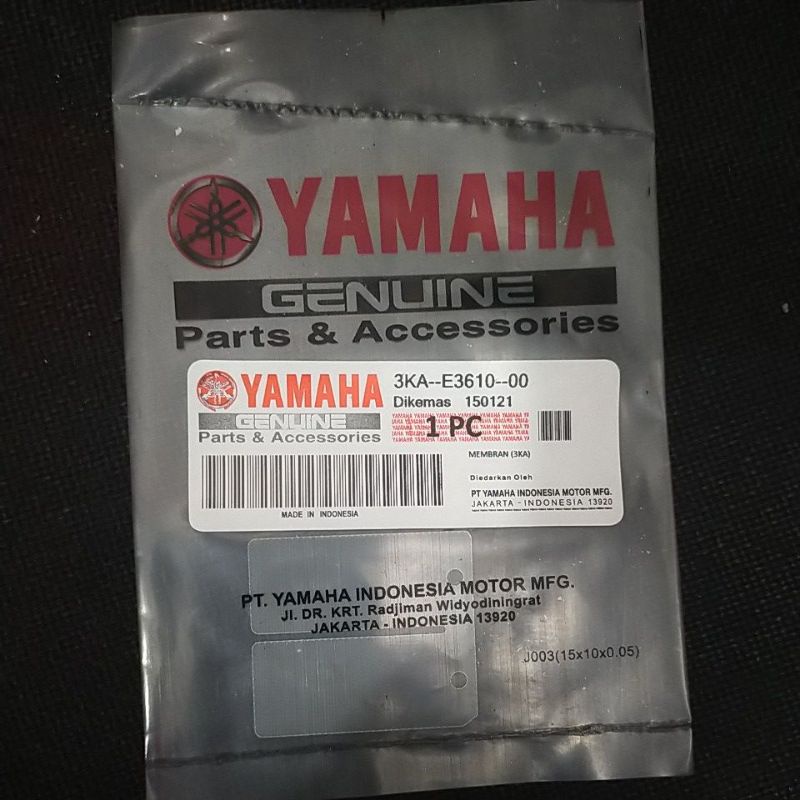 YAMAHA
GENUINE
Parts & Accessories
YAMAHA
GENUINE
Parts & Accessories
3KA--E3610--00
Dikemas 150121
1 PC
MEMBRAN (3KA)
Diedarkan Oleh
PT YAMAHA INDONESIA MOTOR MFG.
JAKARTA - INDONESIA 13920
MADE IN INDONESIA
PT. YAMAHA INDONESIA MOTOR MFG.
Jl. DR. KRT. Radjiman Widyodiningrat
JAKARTA - INDONESIA 13920
J003(15x10x0.05)